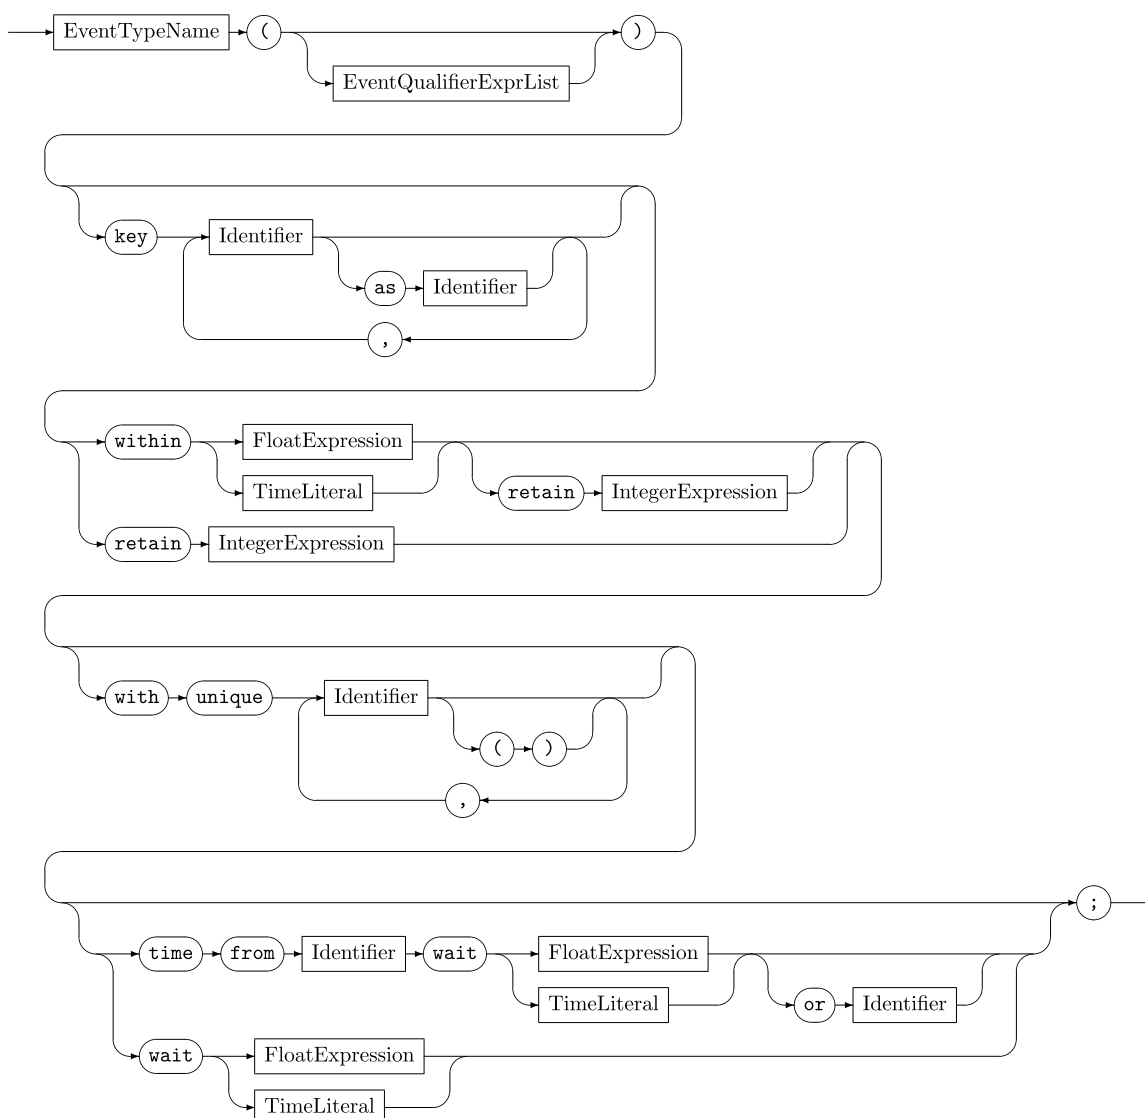 EventTypeName ( )
EventQualifierExprList
key Identifier
as Identifier
,
within FloatExpression
TimeLiteral retain IntegerExpression
retain IntegerExpression
with unique Identifier
( )
,
;
time from Identifier wait FloatExpression
TimeLiteral or Identifier
wait FloatExpression
TimeLiteral